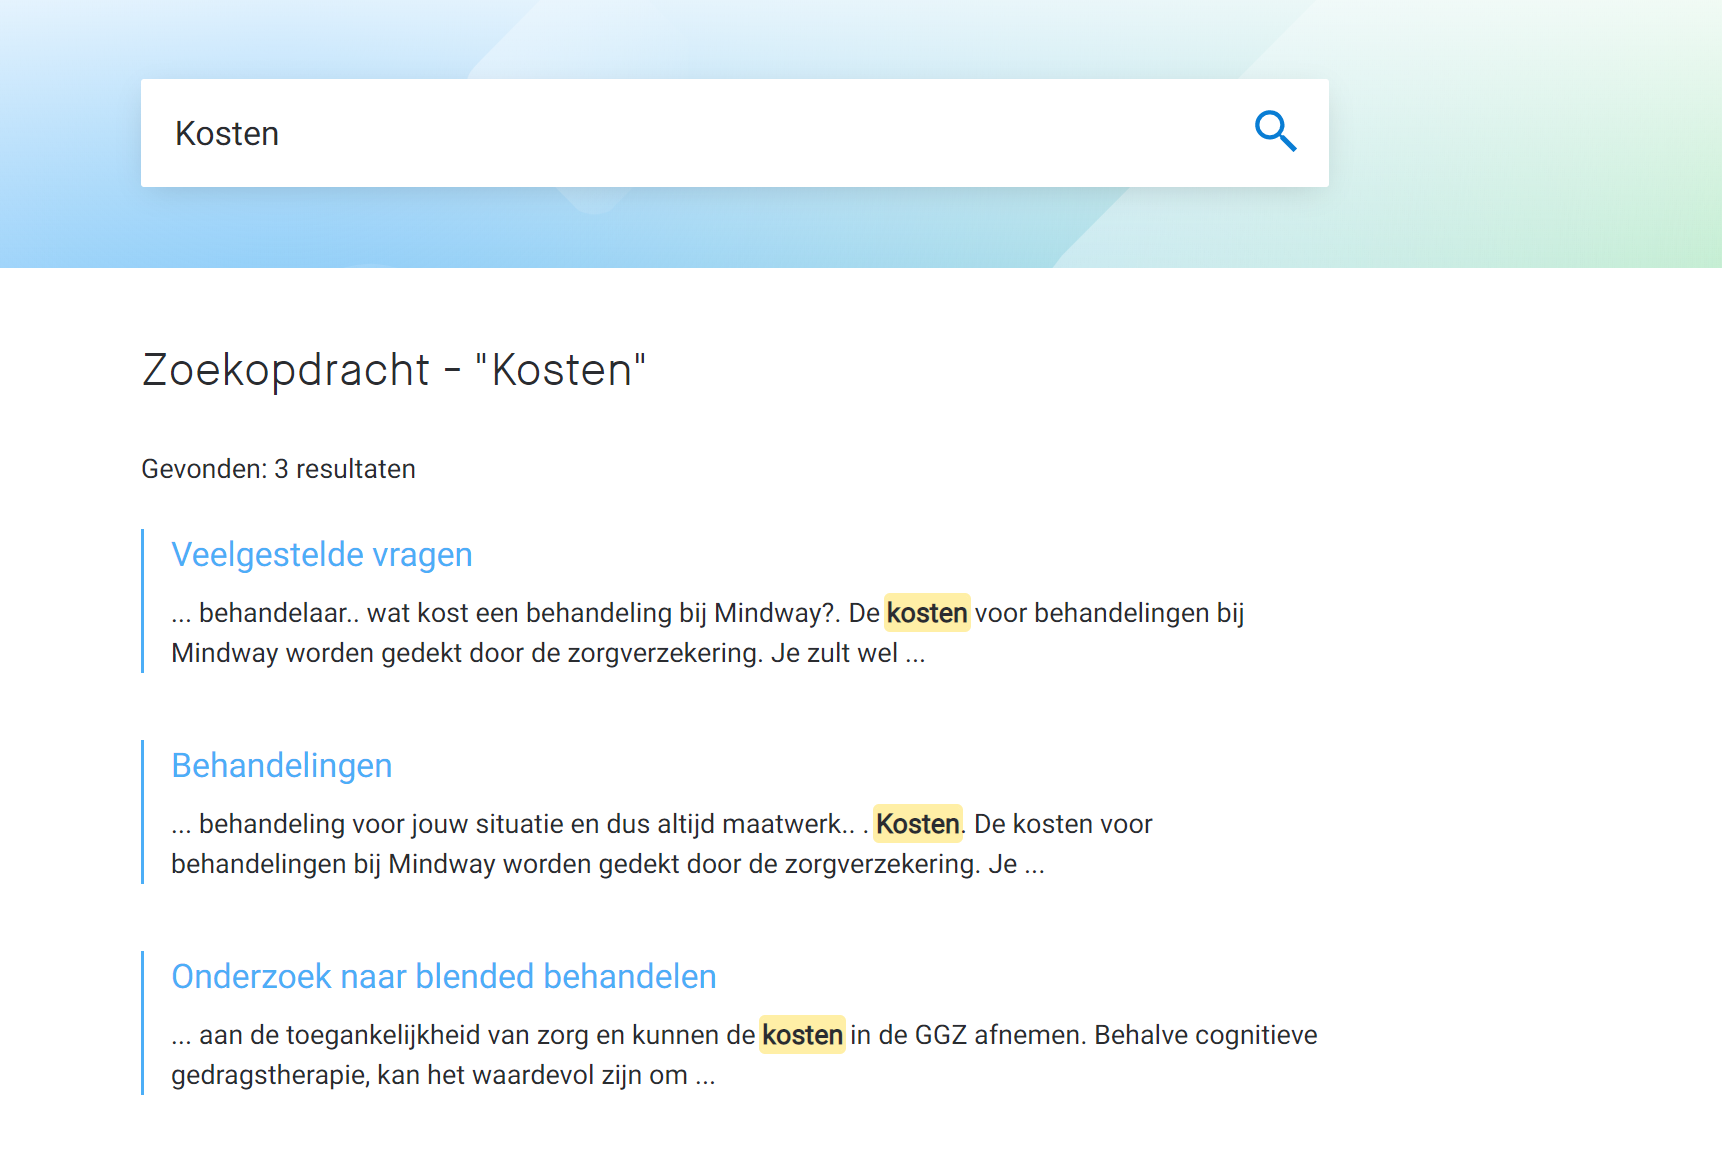 Kosten
Zoekopdracht - "Kosten"
Gevonden: 3 resultaten
Veelgestelde vragen
... behandelaar.. wat kost een behandeling bij Mindway?. De kosten voor behandelingen bij
Mindway worden gedekt door de zorgverzekering. Je zult wel ...
Behandelingen
... behandeling voor jouw situatie en dus altijd maatwerk.. . Kosten. De kosten voor
behandelingen bij Mindway worden gedekt door de zorgverzekering. Je ...
Onderzoek naar blended behandelen
... aan de toegankelijkheid van zorg en kunnen de kosten in de GGZ afnemen. Behalve cognitieve
gedragstherapie, kan het waardevol zijn om ...